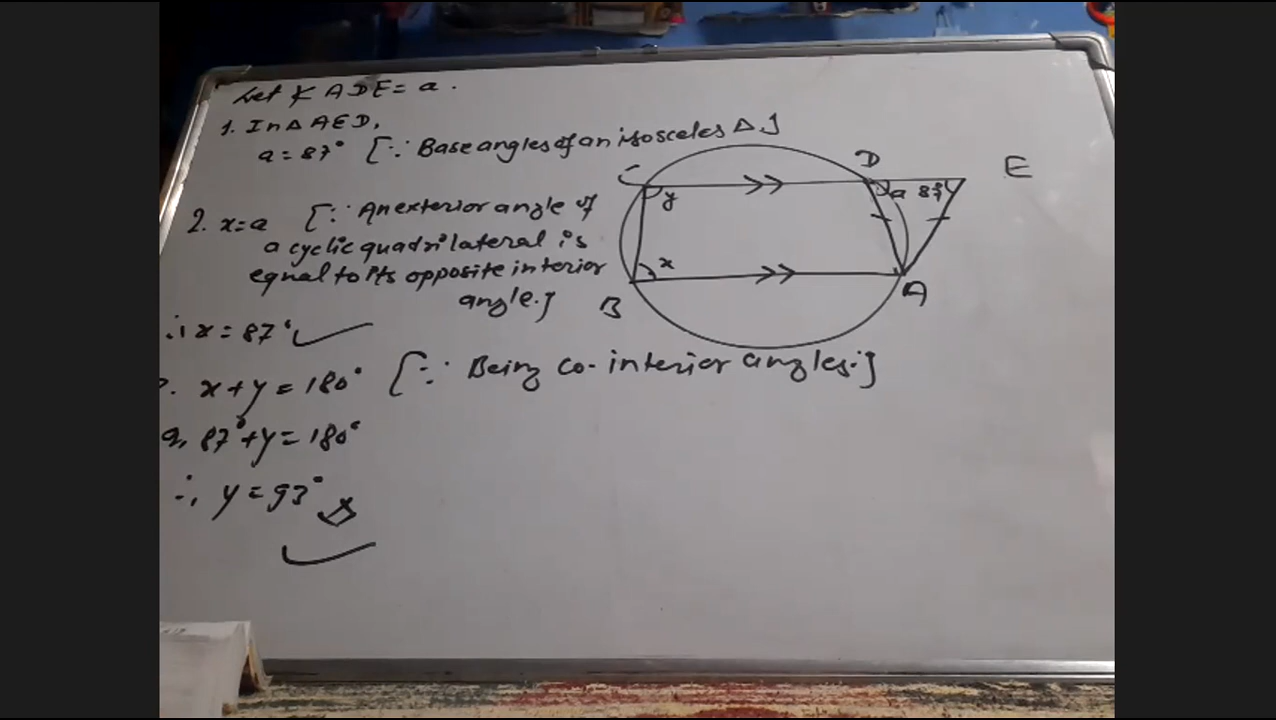 Let ∠ADE = a.
1. In △AED,
a = 87° [∵ Base angles of an isosceles △]
2. x = a [∵ An exterior angle of
a cyclic quadrilateral is
equal to its opposite interior
angle.]
∴ x = 87°
x + y = 180° [∵ Being co-interior angles.]
87° + y = 180°
∴ y = 93°
C
D
E
y
a
87°
x
B
A